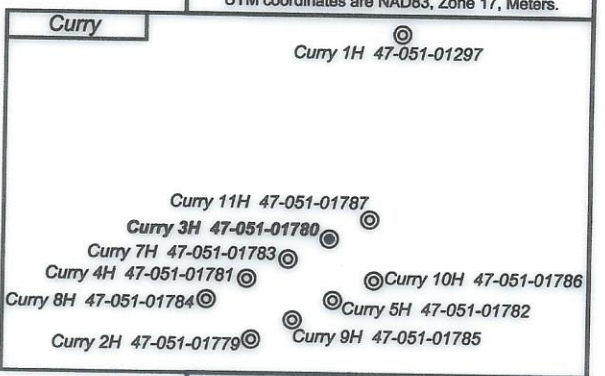 UTM coordinates are NAD83, Zone 17, Meters.
Curry
Curry 1H 47-051-01297
Curry 11H 47-051-01787
Curry 3H 47-051-01780
Curry 7H 47-051-01783
Curry 4H 47-051-01781
Curry 10H 47-051-01786
Curry 8H 47-051-01784
Curry 5H 47-051-01782
Curry 2H 47-051-01779
Curry 9H 47-051-01785